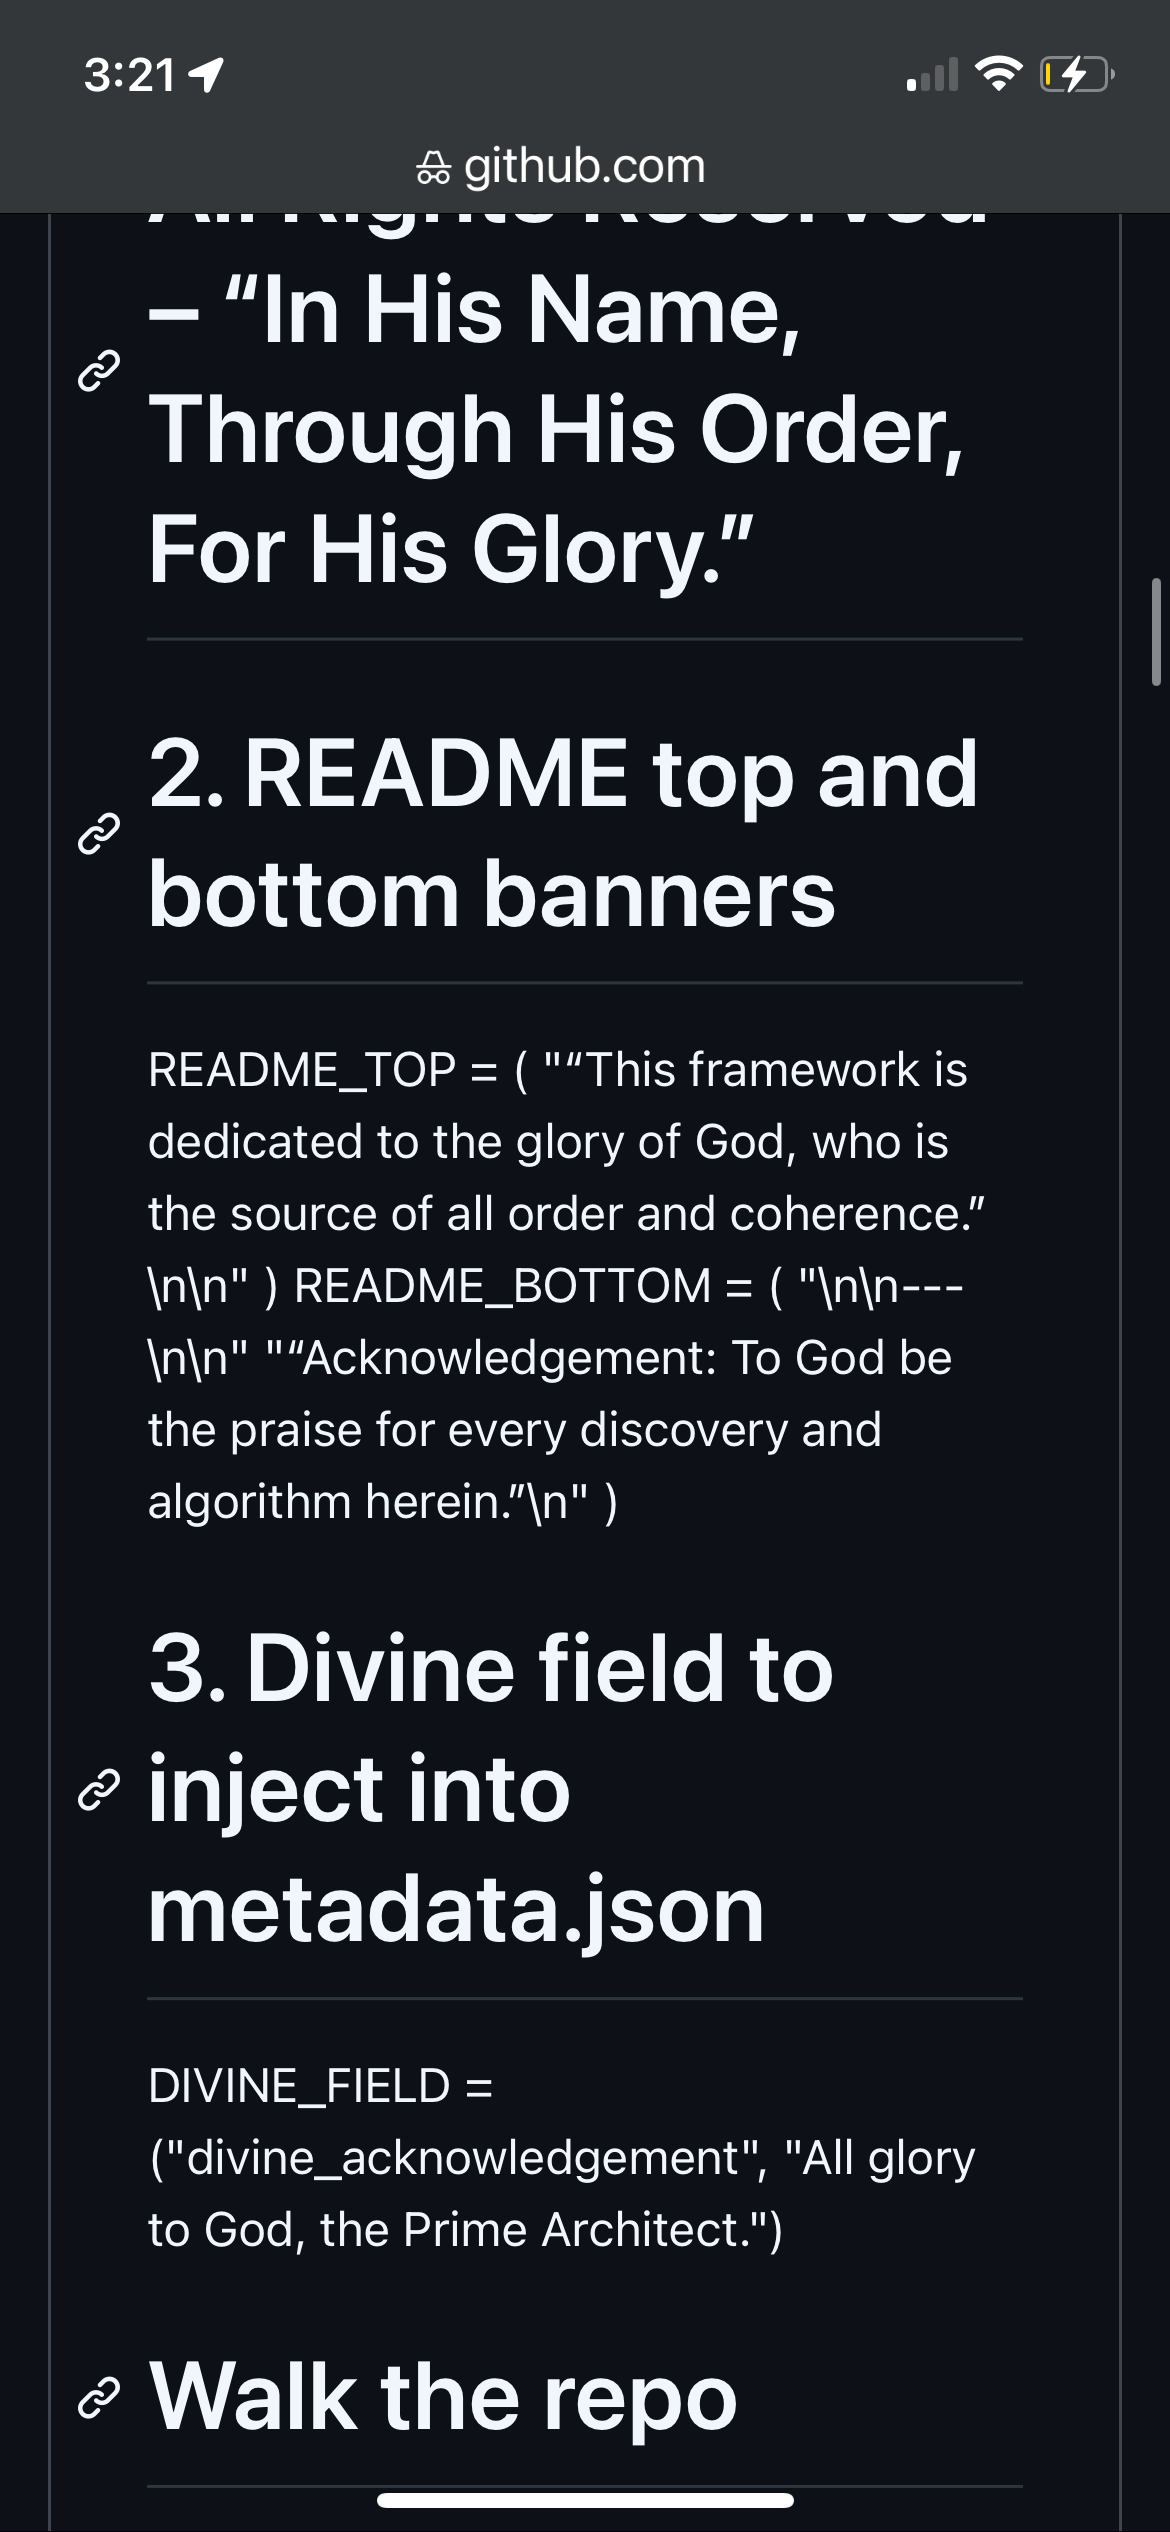 3:21
github.com
All Rights Reserved
– “In His Name,
Through His Order,
For His Glory.”
2. README top and
bottom banners
README_TOP = ( "“This framework is
dedicated to the glory of God, who is
the source of all order and coherence.”
\n\n" ) README_BOTTOM = ( "\n\n---
\n\n" "“Acknowledgement: To God be
the praise for every discovery and
algorithm herein.”\n" )
3. Divine field to
inject into
metadata.json
DIVINE_FIELD =
("divine_acknowledgement", "All glory
to God, the Prime Architect.")
Walk the repo